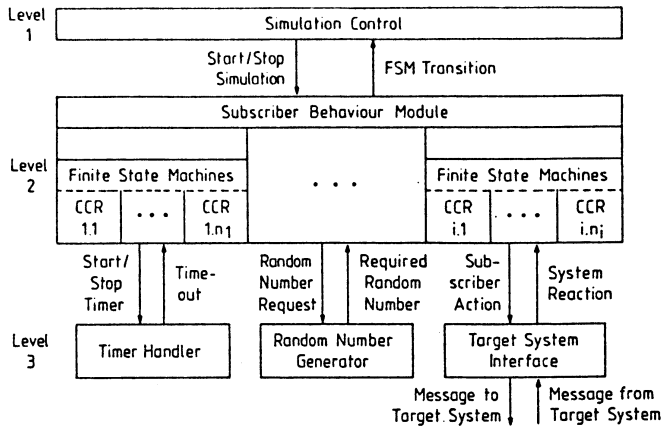 Level
1
Simulation Control
Start/Stop
Simulation
FSM Transition
Level
2
Subscriber Behaviour Module
Finite State Machines
CCR
1.1
...
CCR
1.n1
...
Finite State Machines
CCR
i.1
...
CCR
i.ni
Start/
Stop
Timer
Time-
out
Random
Number
Request
Required
Random
Number
Sub-
scriber
Action
System
Reaction
Level
3
Timer Handler
Random Number
Generator
Target System
Interface
Message to
Target System
Message from
Target System